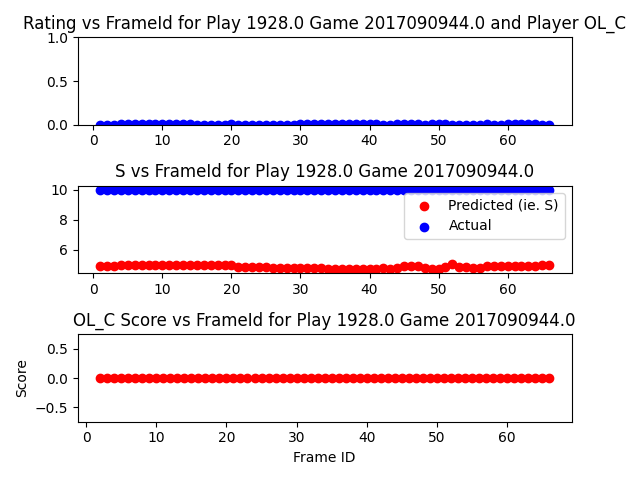 Rating vs FrameId for Play 1928.0 Game 2017090944.0 and Player OL_C
1.0
0.5
0.0
0 10 20 30 40 50 60
S vs FrameId for Play 1928.0 Game 2017090944.0
10
8
6
Predicted (ie. S)
Actual
0 10 20 30 40 50 60
OL_C Score vs FrameId for Play 1928.0 Game 2017090944.0
Score
0.5
0.0
−0.5
0 10 20 30 40 50 60
Frame ID